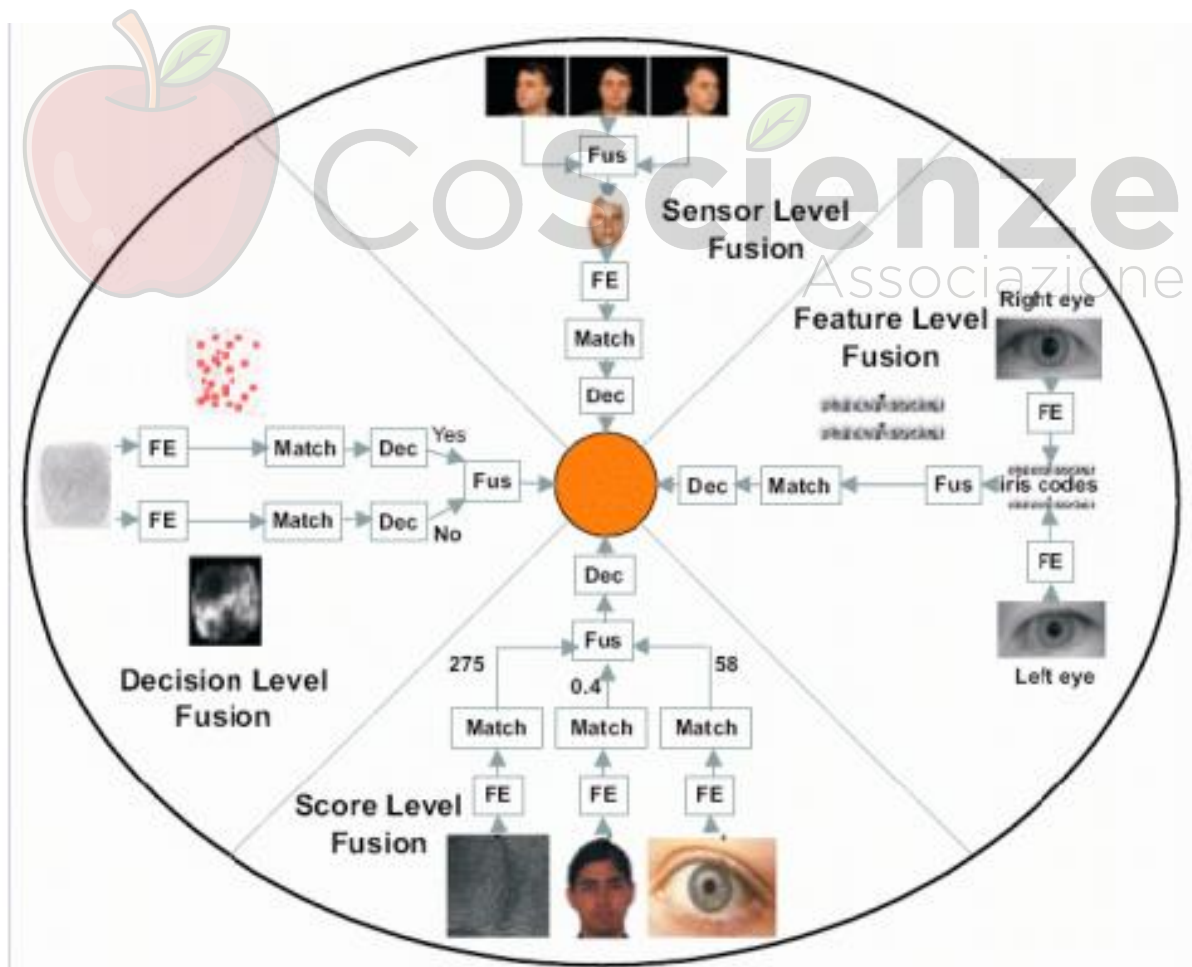 CoScienze
Associazione
Fus
Sensor Level
Fusion
FE
Match
Dec
Feature Level
Fusion
Right eye
FE
iris codes
Fus
Match
Dec
FE
Left eye
FE
Match
Dec
Yes
Fus
FE
Match
Dec
No
Decision Level
Fusion
Dec
Fus
275
0.4
58
Match
Match
Match
FE
FE
FE
Score Level
Fusion